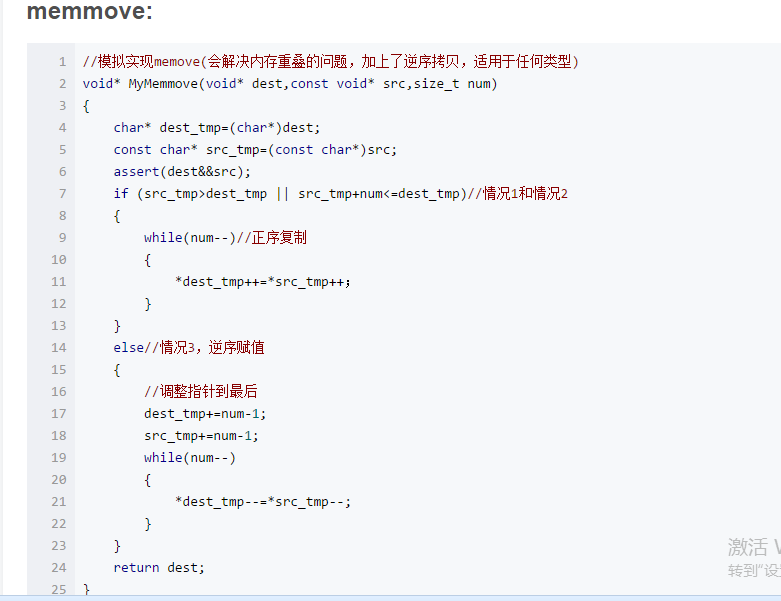 memmove:
1 //模拟实现memove(会解决内存重叠的问题，加上了逆序拷贝，适用于任何类型)
2 void* MyMemmove(void* dest,const void* src,size_t num)
3 {
4     char* dest_tmp=(char*)dest;
5     const char* src_tmp=(const char*)src;
6     assert(dest&&src);
7     if (src_tmp>dest_tmp || src_tmp+num<=dest_tmp)//情况1和情况2
8     {
9         while(num--)//正序复制
10         {
11             *dest_tmp++=*src_tmp++;
12         }
13     }
14     else//情况3，逆序赋值
15     {
16         //调整指针到最后
17         dest_tmp+=num-1;
18         src_tmp+=num-1;
19         while(num--)
20         {
21             *dest_tmp--=*src_tmp--;
22         }
23     }
24     return dest;
25 }
激活
转到"设